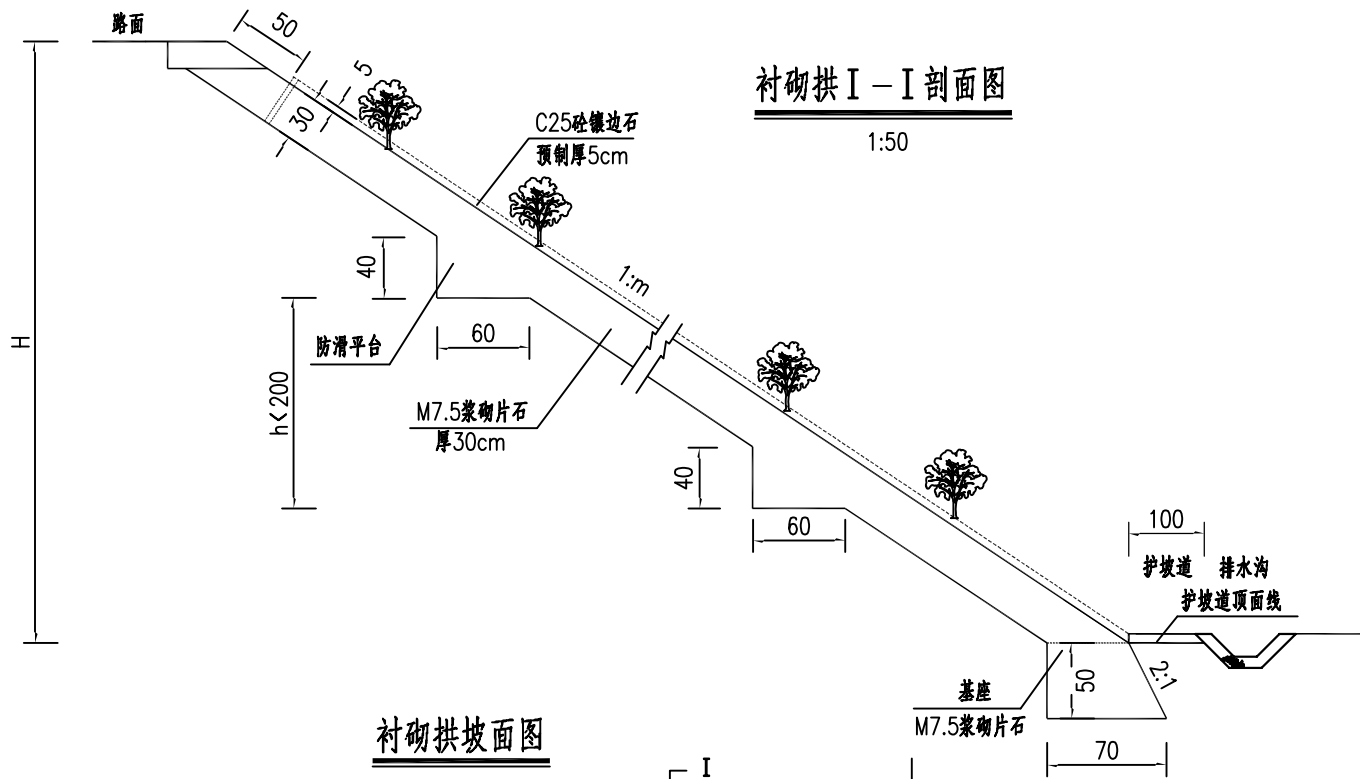 路面
50
5
30
衬砌拱Ⅰ-Ⅰ剖面图
1:50
C25砼镶边石
预制厚5cm
40
1:m
60
防滑平台
H
h<200
M7.5浆砌片石
厚30cm
40
60
100
护坡道 排水沟
护坡道顶面线
2:1
50
基座
M7.5浆砌片石
70
衬砌拱坡面图
Ⅰ